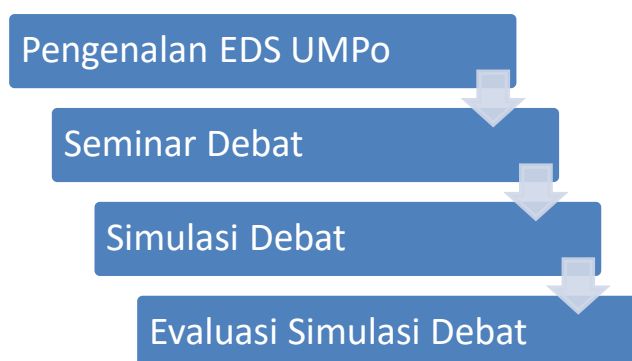 Pengenalan EDS UMPo
Seminar Debat
Simulasi Debat
Evaluasi Simulasi Debat